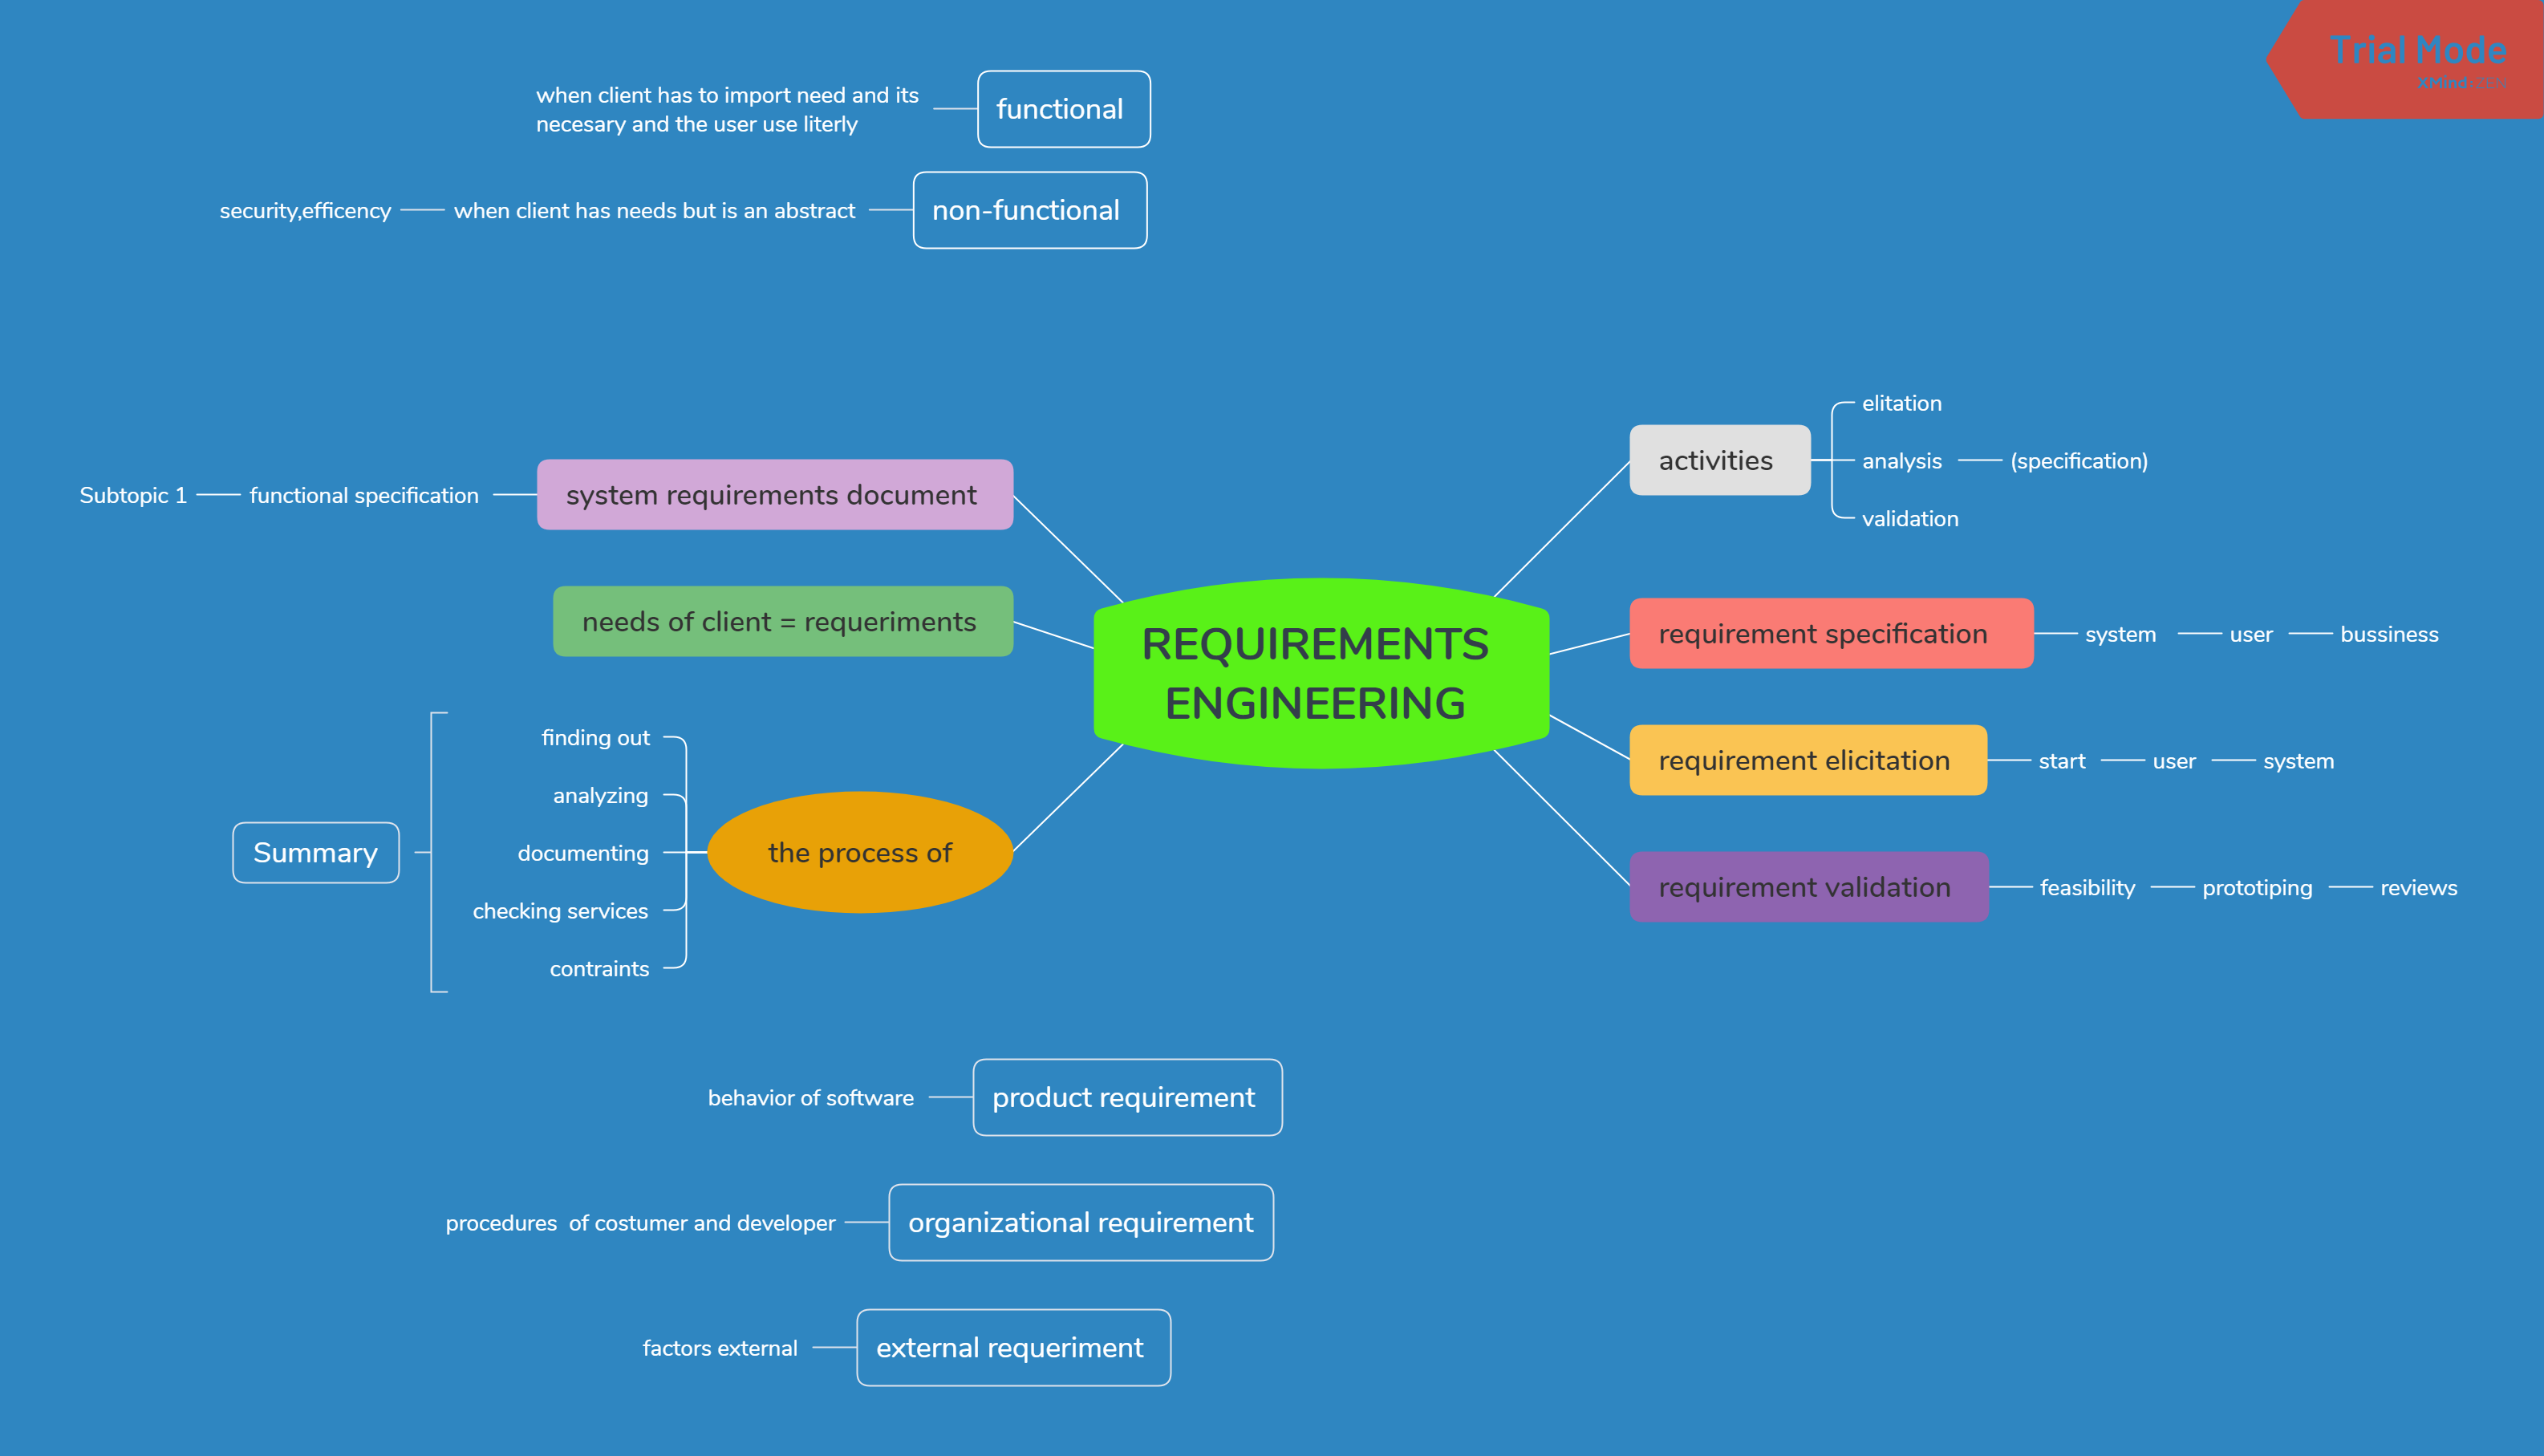 Trial Mode
XMind:ZEN
when client has to import need and its
necesary and the user use literly
functional
security,efficency
when client has needs but is an abstract
non-functional
Subtopic 1
functional specification
system requirements document
needs of client = requeriments
finding out
analyzing
documenting
checking services
contraints
Summary
the process of
REQUIREMENTS
ENGINEERING
activities
elitation
analysis
(specification)
validation
requirement specification
system
user
bussiness
requirement elicitation
start
user
system
requirement validation
feasibility
prototiping
reviews
behavior of software
product requirement
procedures  of costumer and developer
organizational requirement
factors external
external requeriment